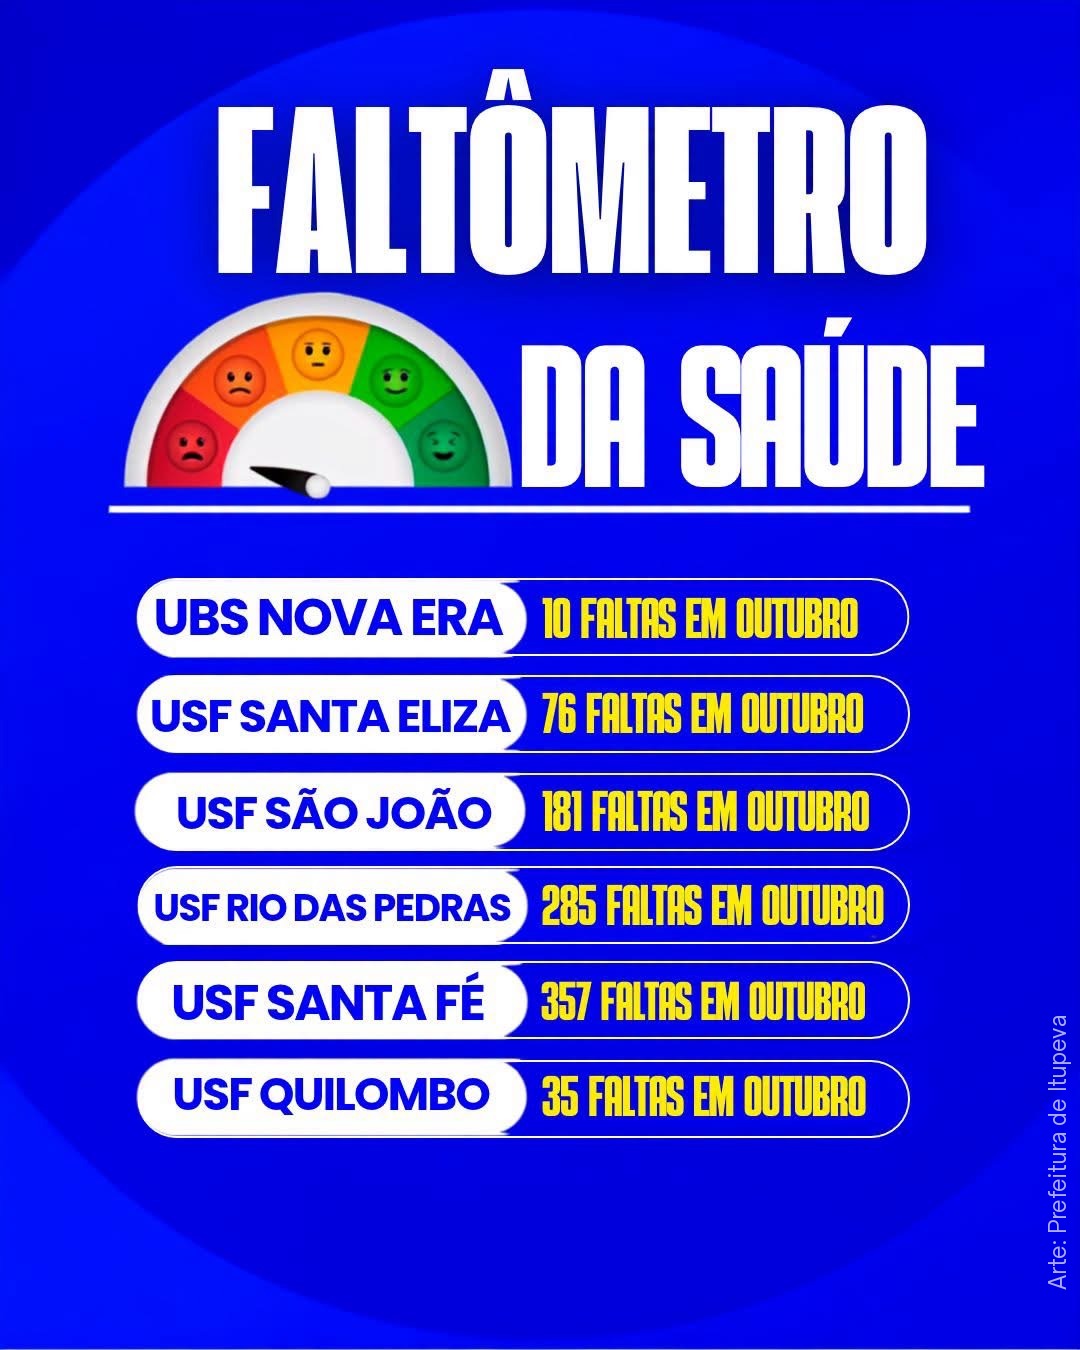 FALTÔMETRO
DA SAÚDE
UBS NOVA ERA 10 FALTAS EM OUTUBRO
USF SANTA ELIZA 76 FALTAS EM OUTUBRO
USF SÃO JOÃO 181 FALTAS EM OUTUBRO
USF RIO DAS PEDRAS 285 FALTAS EM OUTUBRO
USF SANTA FÉ 357 FALTAS EM OUTUBRO
USF QUILOMBO 35 FALTAS EM OUTUBRO
Arte: Prefeitura de Itupeva